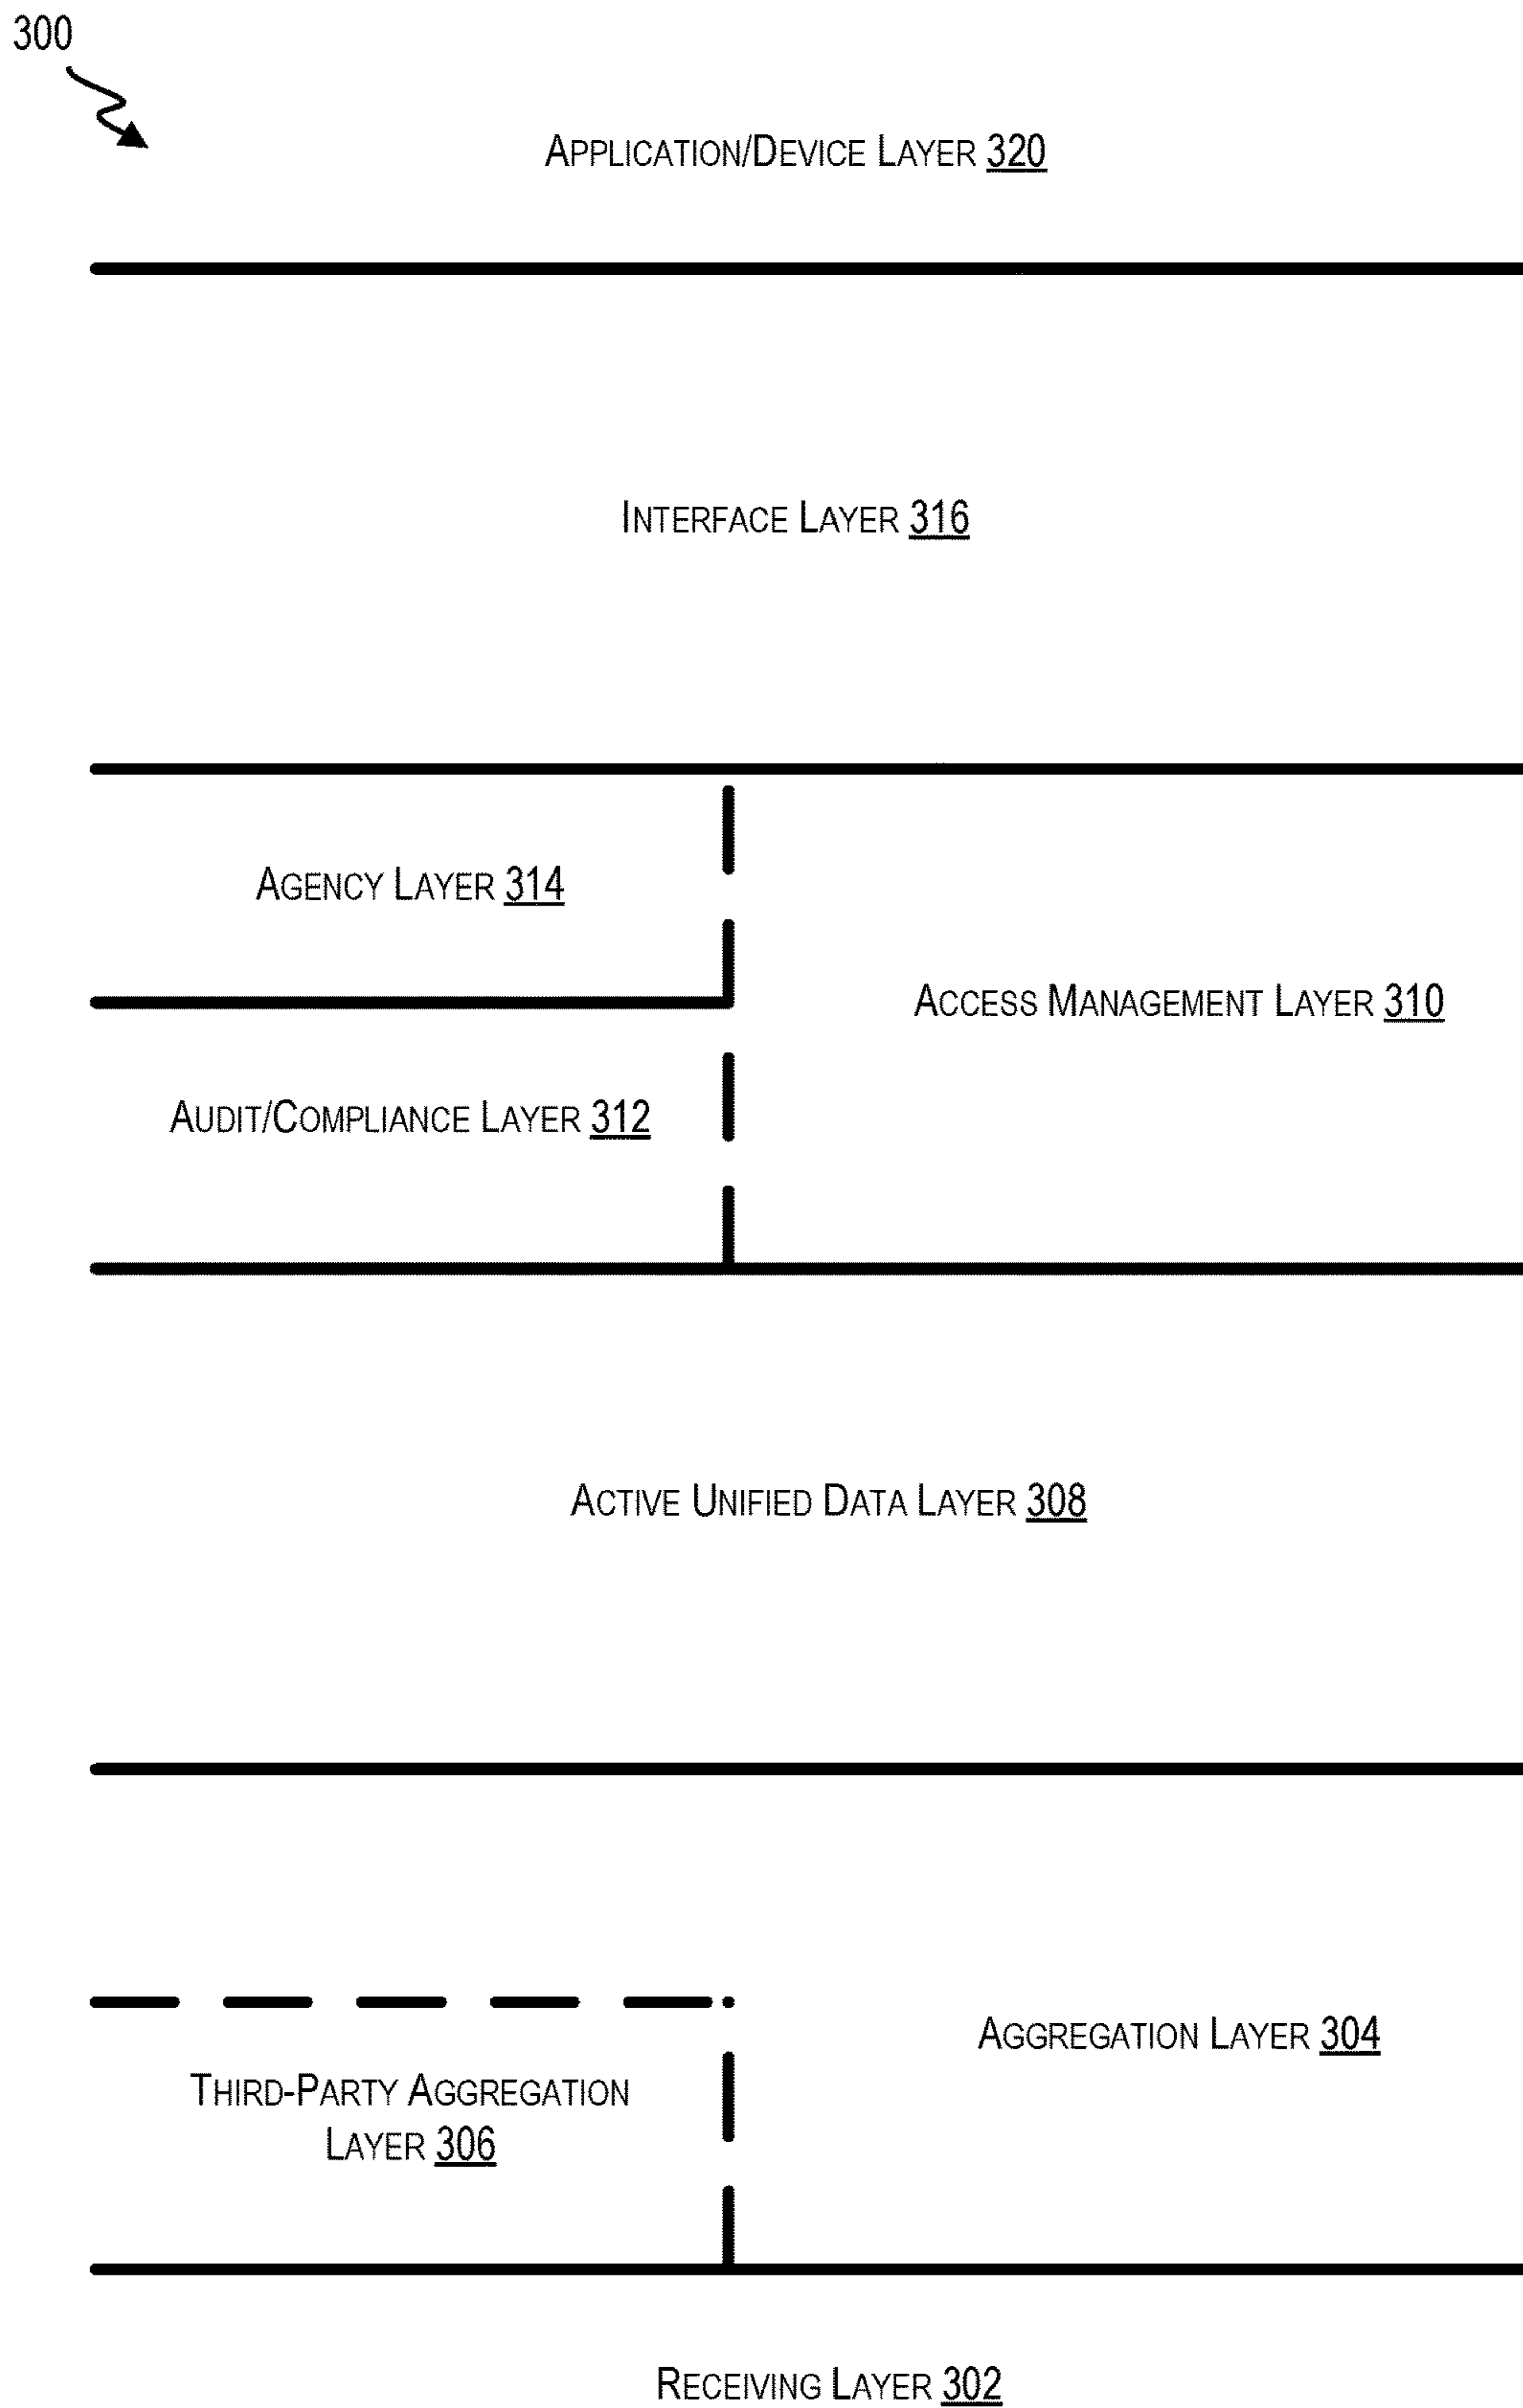 300
APPLICATION/DEVICE LAYER 320
INTERFACE LAYER 316
AGENCY LAYER 314
ACCESS MANAGEMENT LAYER 310
AUDIT/COMPLIANCE LAYER 312
ACTIVE UNIFIED DATA LAYER 308
AGGREGATION LAYER 304
THIRD-PARTY AGGREGATION
LAYER 306
RECEIVING LAYER 302